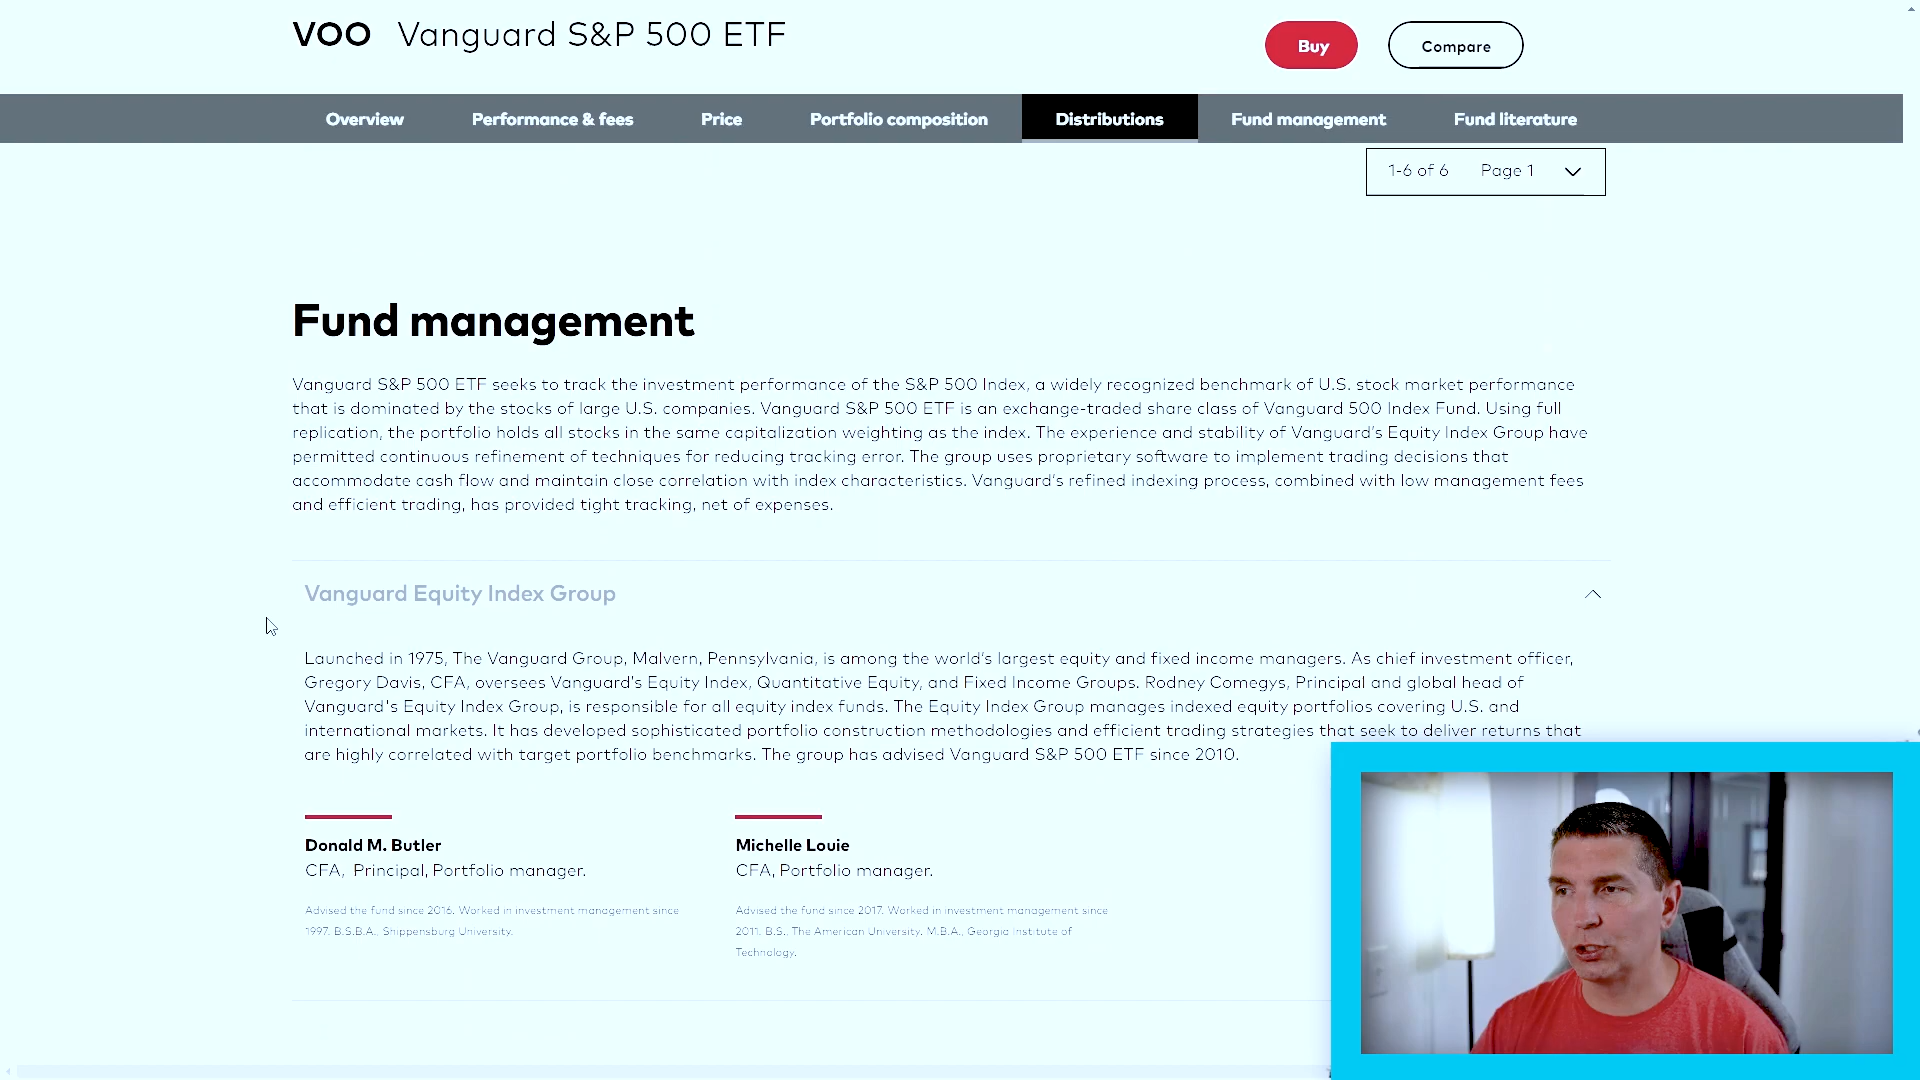 VOO Vanguard S&P 500 ETF
Buy
Compare
Overview
Performance & fees
Price
Portfolio composition
Distributions
Fund management
Fund literature
1-6 of 6 Page 1
Fund management
Vanguard S&P 500 ETF seeks to track the investment performance of the S&P 500 Index, a widely recognized benchmark of U.S. stock market performance
that is dominated by the stocks of large U.S. companies. Vanguard S&P 500 ETF is an exchange-traded share class of Vanguard 500 Index Fund. Using full
replication, the portfolio holds all stocks in the same capitalization weighting as the index. The experience and stability of Vanguard's Equity Index Group have
permitted continuous refinement of techniques for reducing tracking error. The group uses proprietary software to implement trading decisions that
accommodate cash flow and maintain close correlation with index characteristics. Vanguard's refined indexing process, combined with low management fees
and efficient trading, has provided tight tracking, net of expenses.
Vanguard Equity Index Group
Launched in 1975, The Vanguard Group, Malvern, Pennsylvania, is among the world's largest equity and fixed income managers. As chief investment officer,
Gregory Davis, CFA, oversees Vanguard's Equity Index, Quantitative Equity, and Fixed Income Groups. Rodney Comegys, Principal and global head of
Vanguard's Equity Index Group, is responsible for all equity index funds. The Equity Index Group manages indexed equity portfolios covering U.S. and
international markets. It has developed sophisticated portfolio construction methodologies and efficient trading strategies that seek to deliver returns that
are highly correlated with target portfolio benchmarks. The group has advised Vanguard S&P 500 ETF since 2010.
Donald M. Butler
CFA, Principal, Portfolio manager.
Advised the fund since 2016. Worked in investment management since
1997. B.S.B.A., Shippensburg University.
Michelle Louie
CFA, Portfolio manager.
Advised the fund since 2017. Worked in investment management since
2011. B.S., The American University. M.B.A., Georgia Institute of
Technology.